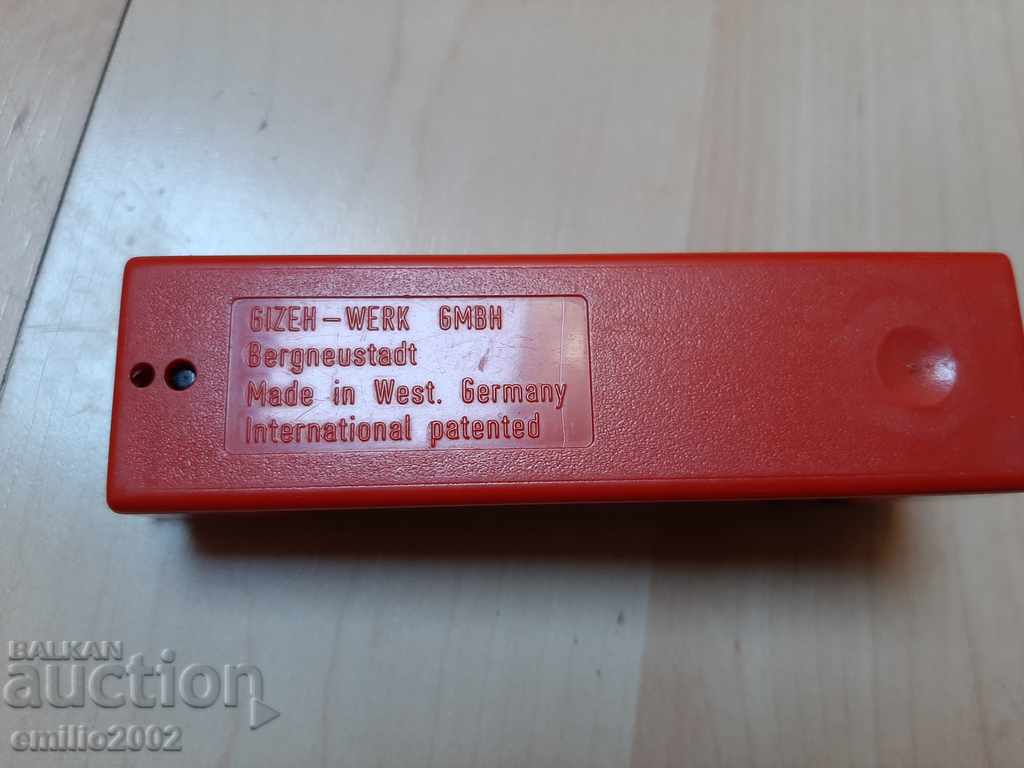 GIZEH-WERK GMBH
Bergneustadt
Made in West. Germany
International patented
BALKAN
auction
emilio2002